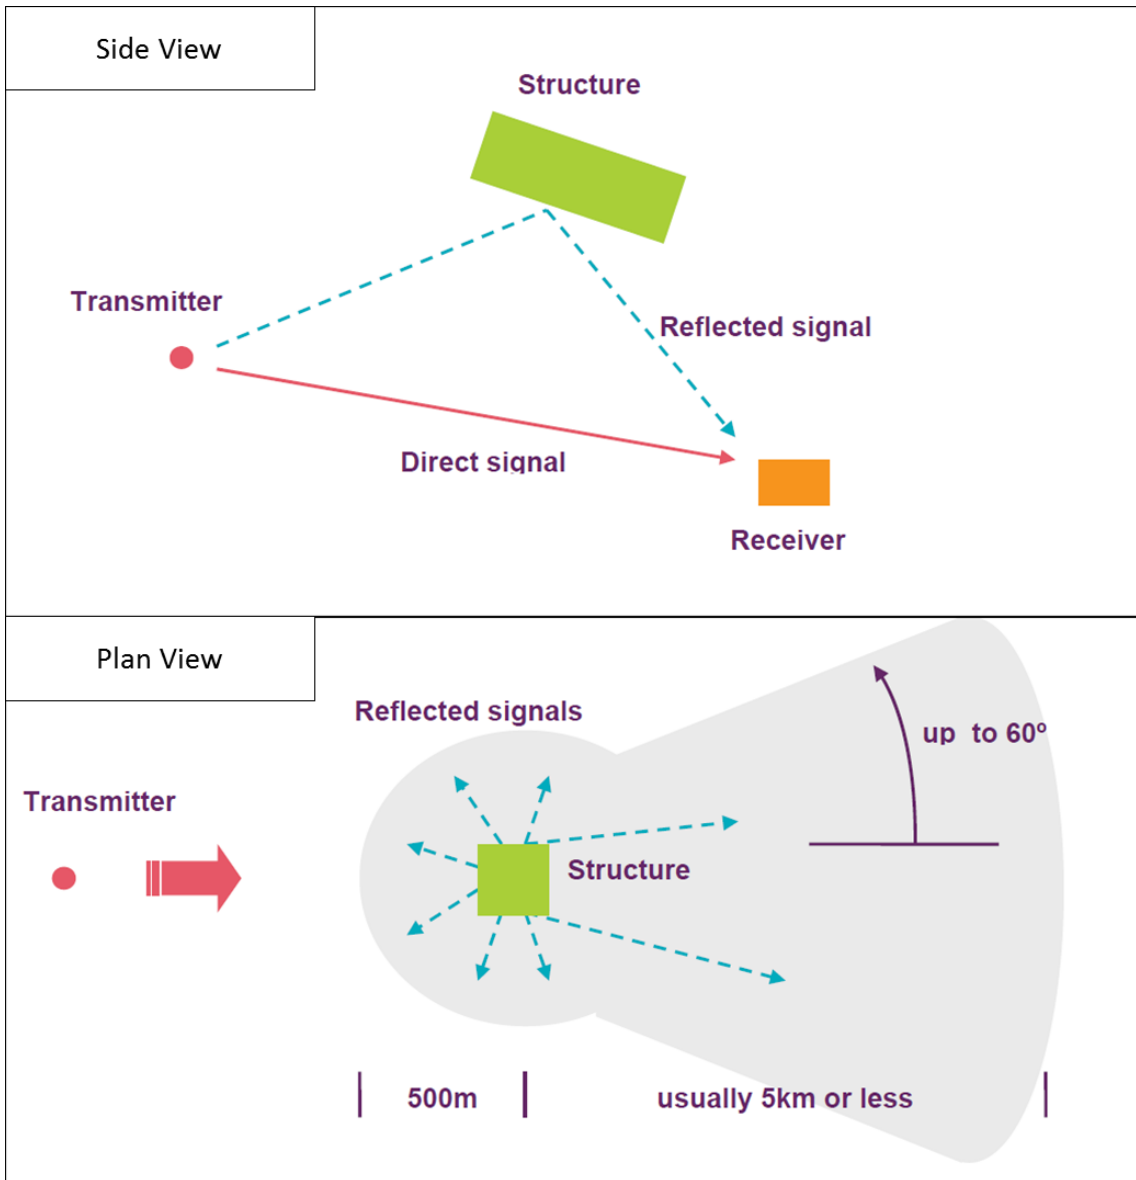 Side View
Structure
Transmitter
Reflected signal
Direct signal
Receiver
Plan View
Reflected signals
up to 60º
Transmitter
Structure
500m
usually 5km or less